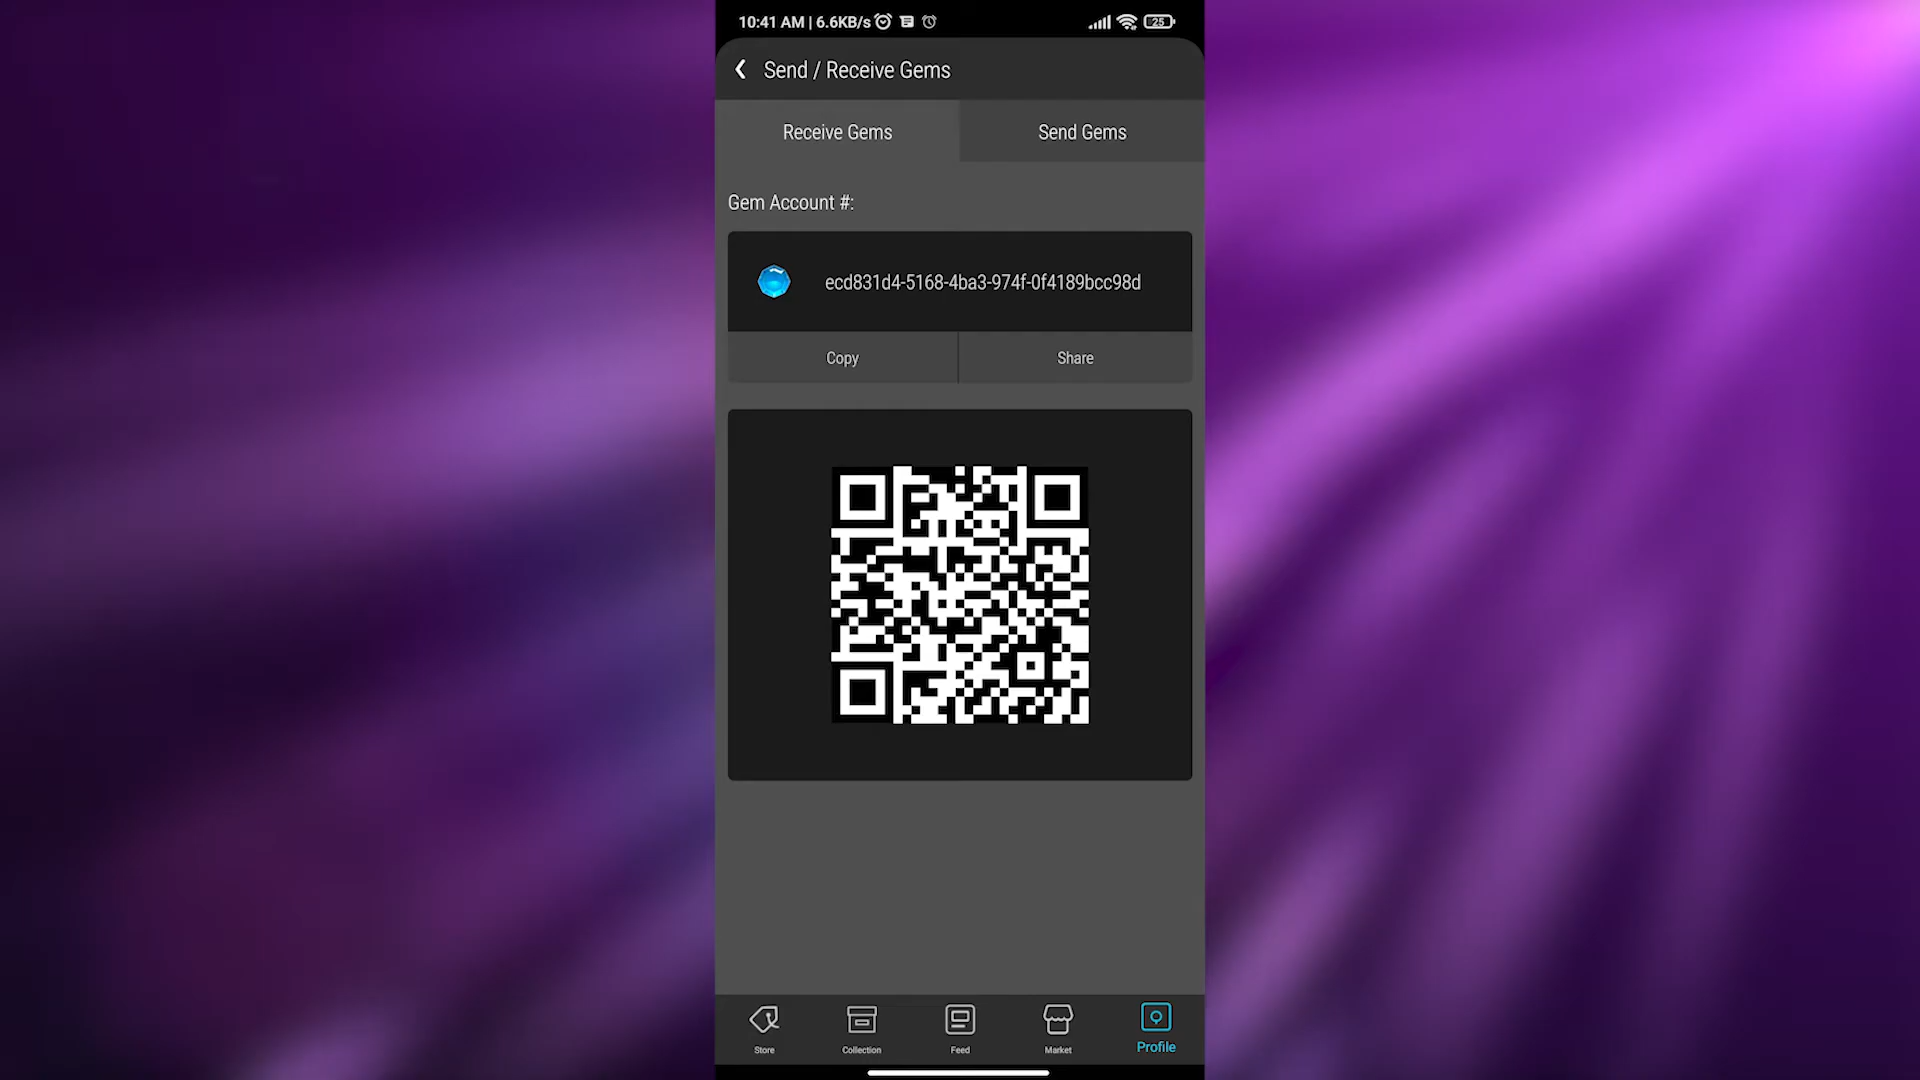 10:41 AM | 6.6KB/s
25
Send / Receive Gems
Receive Gems
Send Gems
Gem Account #:
ecd831d4-5168-4ba3-974f-0f4189bcc98d
Copy
Share
Store
Collection
Feed
Market
Profile